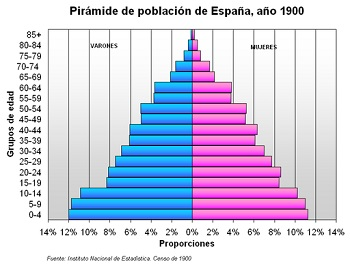 Pirámide de población de España, año 1900
VARONES
MUJERES
Grupos de edad
85+
80-84
75-79
70-74
65-69
60-64
55-59
50-54
45-49
40-44
35-39
30-34
25-29
20-24
15-19
10-14
5-9
0-4
14% 12% 10% 8% 6% 4% 2% 0% 2% 4% 6% 8% 10% 12% 14%
Proporciones
Fuente: Instituto Nacional de Estadística. Censo de 1900